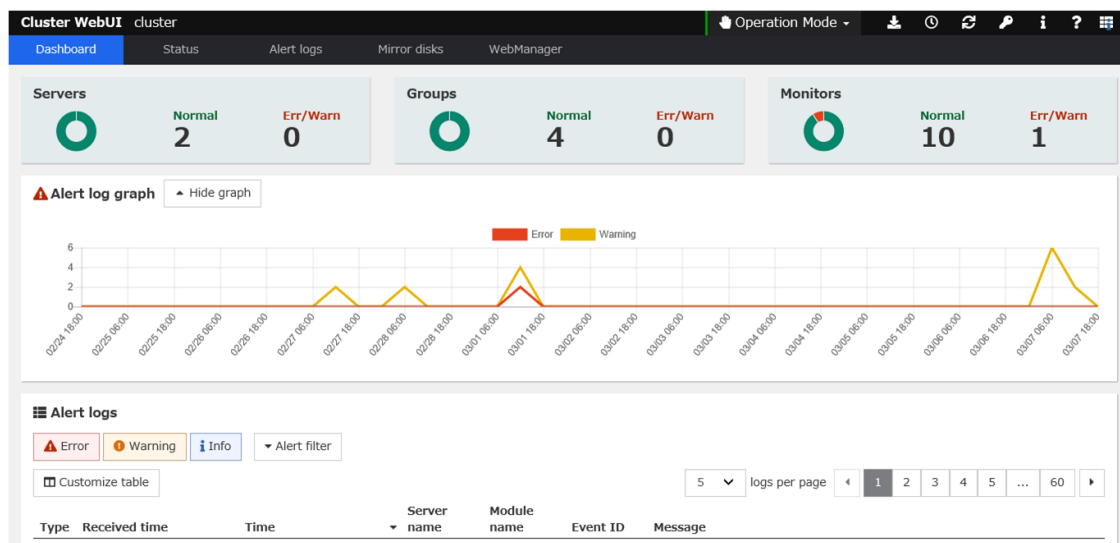 Cluster WebUI cluster Operation Mode
Dashboard Status Alert logs Mirror disks WebManager
Servers
Normal Err/Warn
2 0
Groups
Normal Err/Warn
4 0
Monitors
Normal Err/Warn
10 1
Alert log graph Hide graph
Error Warning
6
4
2
0
02/24 18:00 02/25 06:00 02/25 18:00 02/26 06:00 02/26 18:00 02/27 06:00 02/27 18:00 02/28 06:00 02/28 18:00 03/01 06:00 03/01 18:00 03/02 06:00 03/02 18:00 03/03 06:00 03/03 18:00 03/04 06:00 03/04 18:00 03/05 06:00 03/05 18:00 03/06 06:00 03/06 18:00 03/07 06:00 03/07 18:00
Alert logs
Error Warning Info Alert filter
Customize table 5 logs per page 1 2 3 4 5 ... 60
Type Received time Time Server name Module name Event ID Message